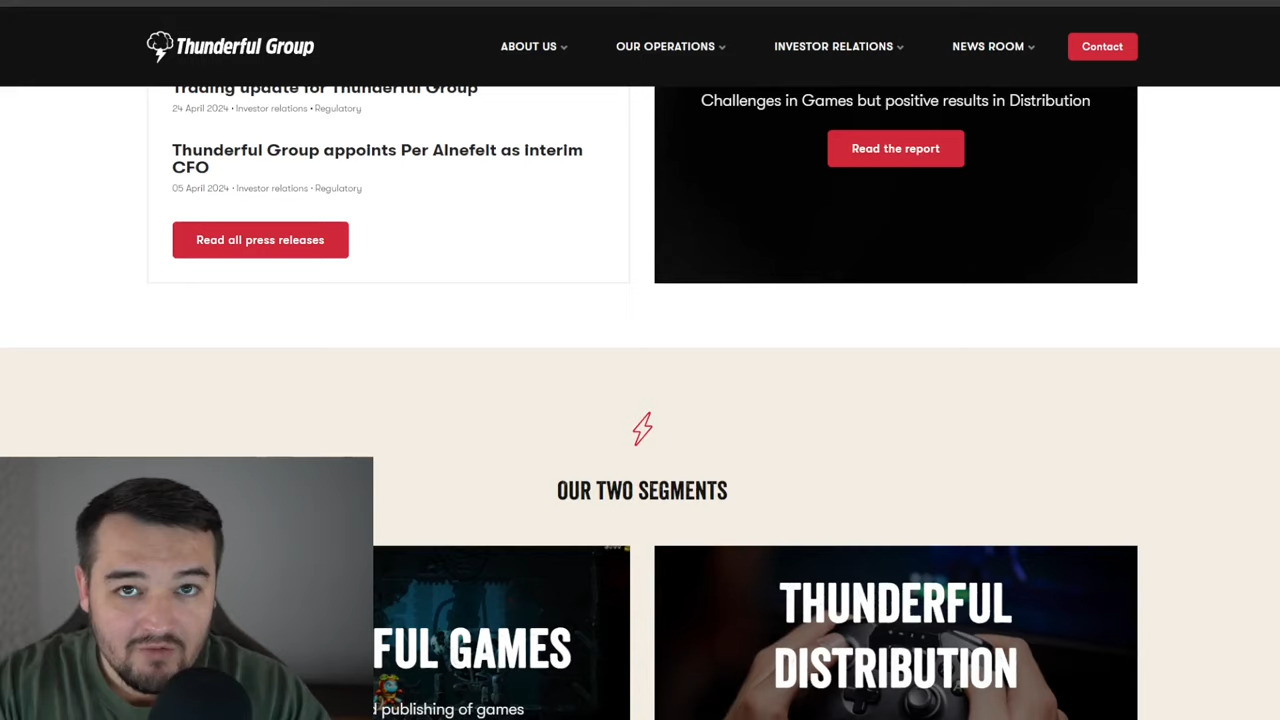 Thunderful Group
ABOUT US
OUR OPERATIONS
INVESTOR RELATIONS
NEWS ROOM
Contact
Trading update for Thunderful Group
24 April 2024 • Investor relations • Regulatory
Thunderful Group appoints Per Alnefelt as interim
CFO
05 April 2024 • Investor relations • Regulatory
Read all press releases
Challenges in Games but positive results in Distribution
Read the report
OUR TWO SEGMENTS
FUL GAMES
publishing of games
THUNDERFUL
DISTRIBUTION